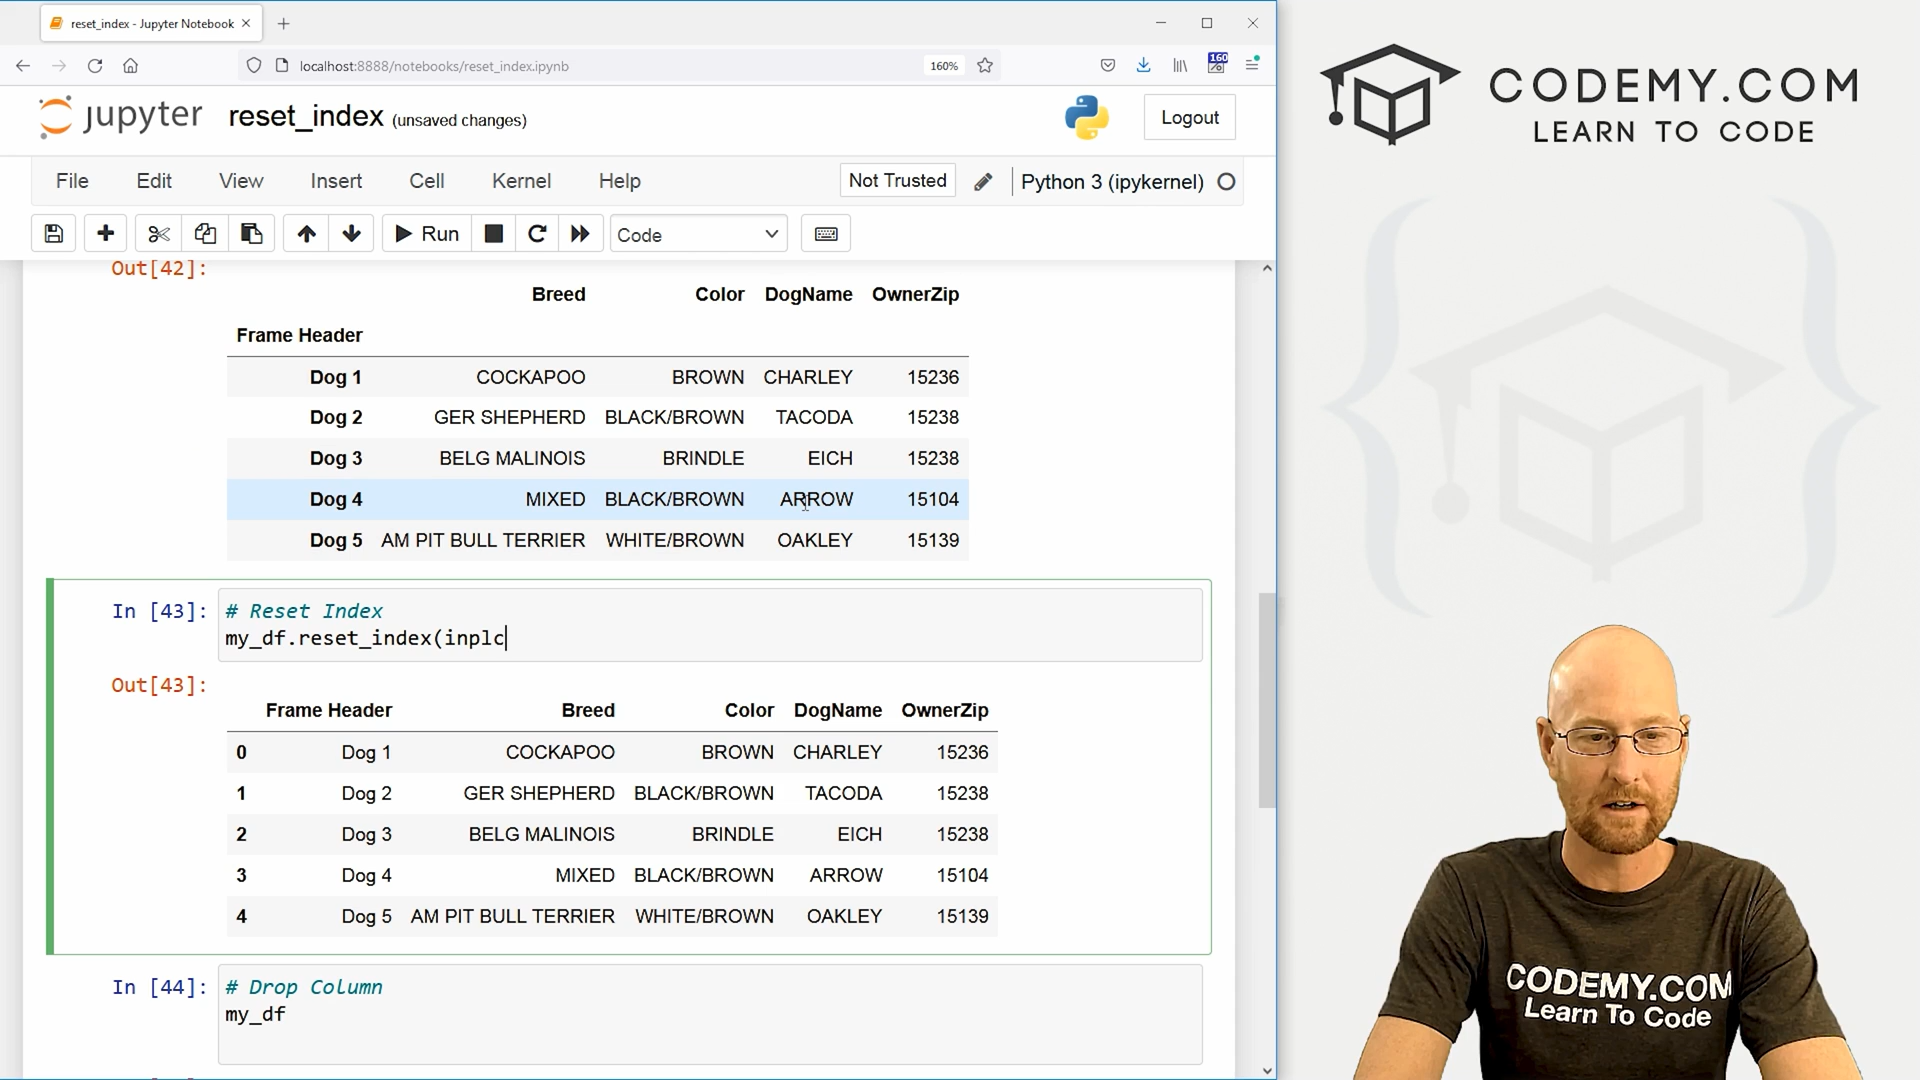 reset_index - Jupyter Notebook
localhost:8888/notebooks/reset_index.ipynb
160%
160
jupyter reset_index (unsaved changes)
Logout
File Edit View Insert Cell Kernel Help
Not Trusted
Python 3 (ipykernel)
Run
Code
Out[42]:
Breed Color DogName OwnerZip
Frame Header
Dog 1 COCKAPOO BROWN CHARLEY 15236
Dog 2 GER SHEPHERD BLACK/BROWN TACODA 15238
Dog 3 BELG MALINOIS BRINDLE EICH 15238
Dog 4 MIXED BLACK/BROWN ARROW 15104
Dog 5 AM PIT BULL TERRIER WHITE/BROWN OAKLEY 15139
In [43]: # Reset Index
my_df.reset_index(inplc
Out[43]:
Frame Header Breed Color DogName OwnerZip
0 Dog 1 COCKAPOO BROWN CHARLEY 15236
1 Dog 2 GER SHEPHERD BLACK/BROWN TACODA 15238
2 Dog 3 BELG MALINOIS BRINDLE EICH 15238
3 Dog 4 MIXED BLACK/BROWN ARROW 15104
4 Dog 5 AM PIT BULL TERRIER WHITE/BROWN OAKLEY 15139
In [44]: # Drop Column
my_df
CODEMY.COM
LEARN TO CODE
CODEMY.COM
Learn To Code